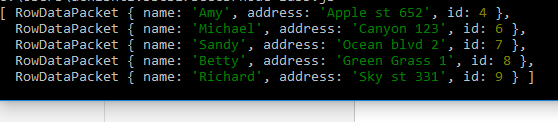 [ RowDataPacket { name: 'Amy', address: 'Apple st 652', id: 4 },
RowDataPacket { name: 'Michael', address: 'Canyon 123', id: 6 },
RowDataPacket { name: 'Sandy', address: 'Ocean blvd 2', id: 7 },
RowDataPacket { name: 'Betty', address: 'Green Grass 1', id: 8 },
RowDataPacket { name: 'Richard', address: 'Sky st 331', id: 9 } ]